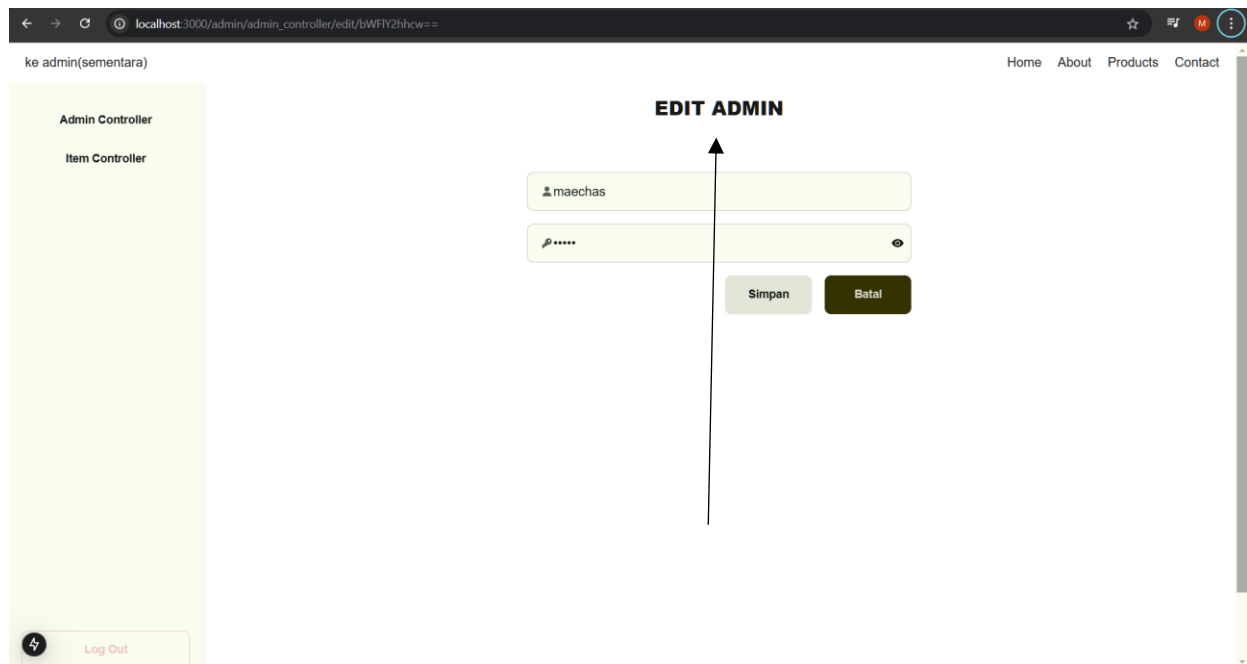 localhost:3000/admin/admin_controller/edit/bWFlY2hhcw==
M
ke admin(sementara)
Home About Products Contact
Admin Controller
Item Controller
EDIT ADMIN
maechas
•••••
Simpan Batal
Log Out